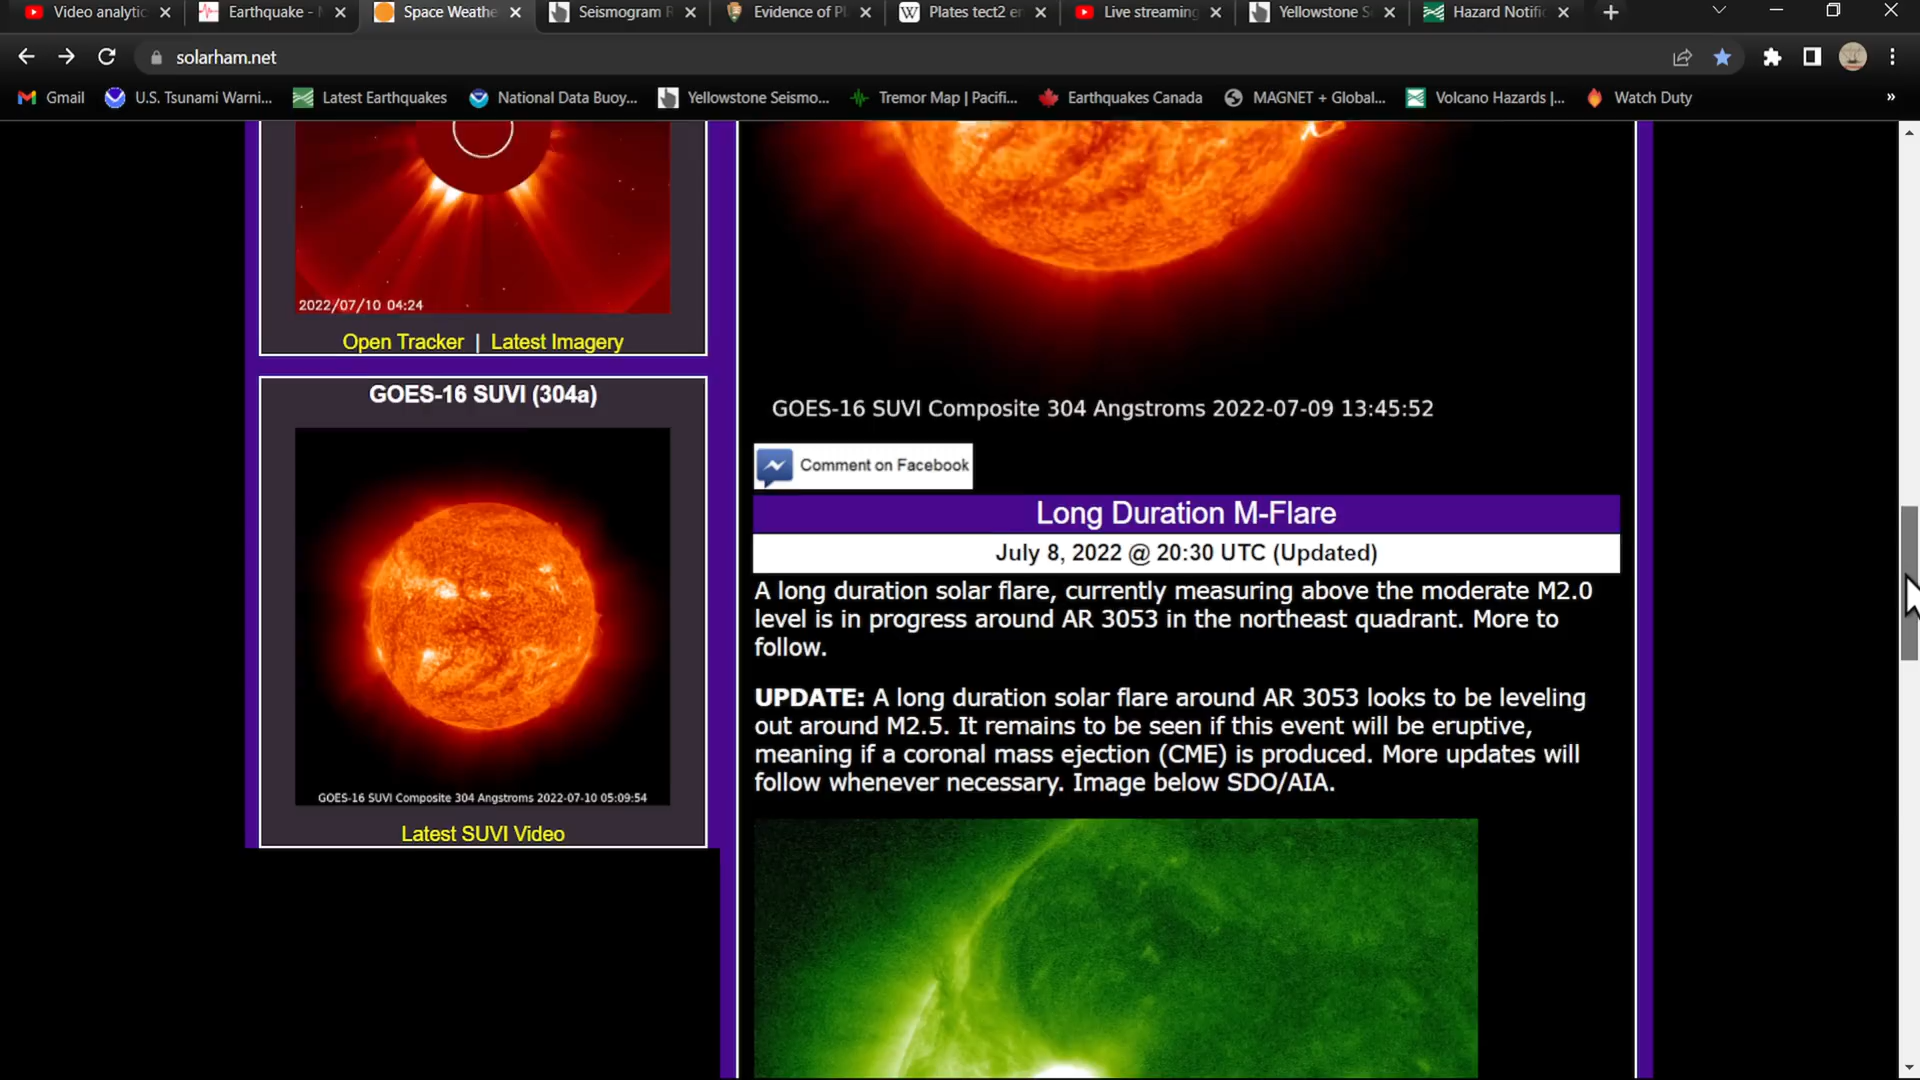 Video analytic
Earthquake -
Space Weathe
Seismogram R
Evidence of Pl
Plates tect2 en
Live streaming
Yellowstone S
Hazard Notific
solarham.net
Gmail
U.S. Tsunami Warni...
Latest Earthquakes
National Data Buoy...
Yellowstone Seismo...
Tremor Map | Pacifi...
Earthquakes Canada
MAGNET + Global...
Volcano Hazards |...
Watch Duty
»
2022/07/10 04:24
Open Tracker | Latest Imagery
GOES-16 SUVI (304a)
GOES-16 SUVI Composite 304 Angstroms 2022-07-10 05:09:54
Latest SUVI Video
GOES-16 SUVI Composite 304 Angstroms 2022-07-09 13:45:52
Comment on Facebook
Long Duration M-Flare
July 8, 2022 @ 20:30 UTC (Updated)
A long duration solar flare, currently measuring above the moderate M2.0
level is in progress around AR 3053 in the northeast quadrant. More to
follow.
UPDATE: A long duration solar flare around AR 3053 looks to be leveling
out around M2.5. It remains to be seen if this event will be eruptive,
meaning if a coronal mass ejection (CME) is produced. More updates will
follow whenever necessary. Image below SDO/AIA.